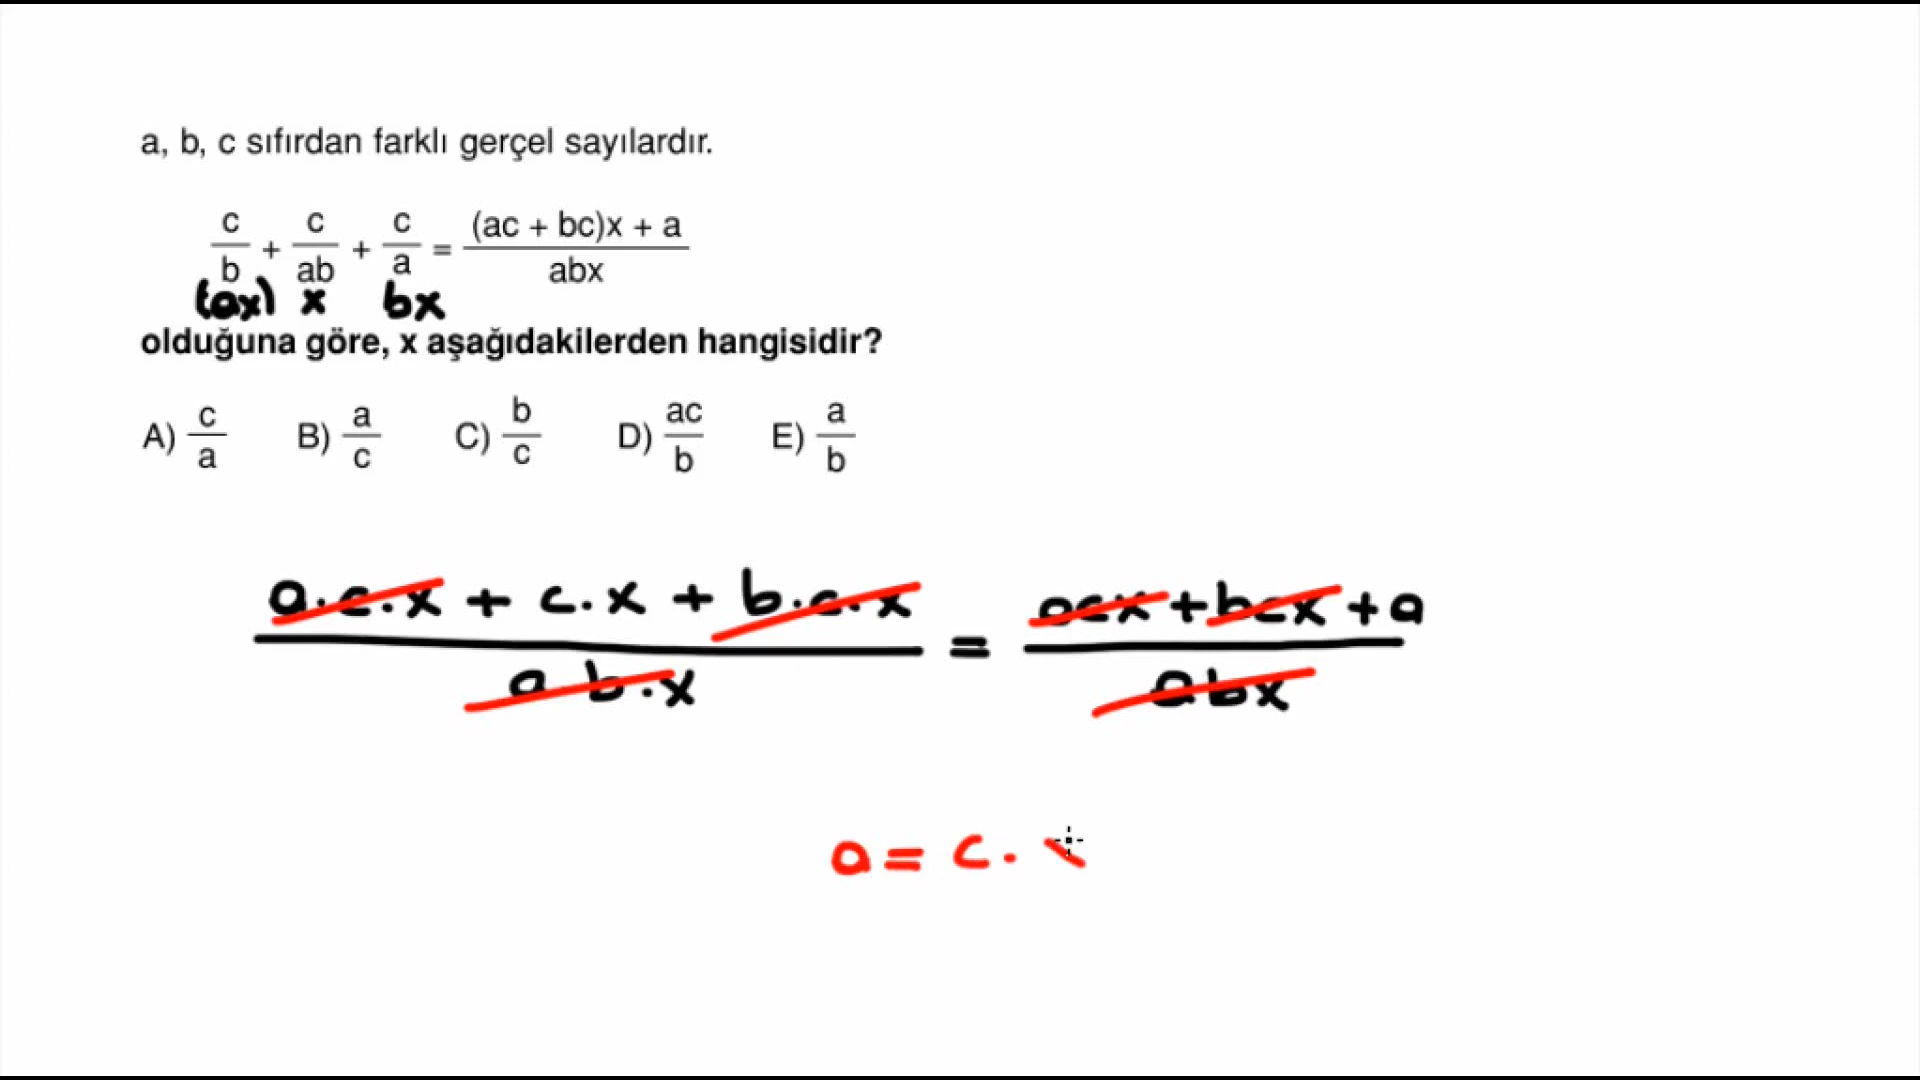 a, b, c sıfırdan farklı gerçel sayılardır.
c/b + c/ab + c/a = (ac + bc)x + a / abx
(ax) x bx
olduğuna göre, x aşağıdakilerden hangisidir?
A) c/a B) a/c C) b/c D) ac/b E) a/b
a.c.x + c.x + b.c.x / a b.x = acx + bcx + a / abx
a = c.